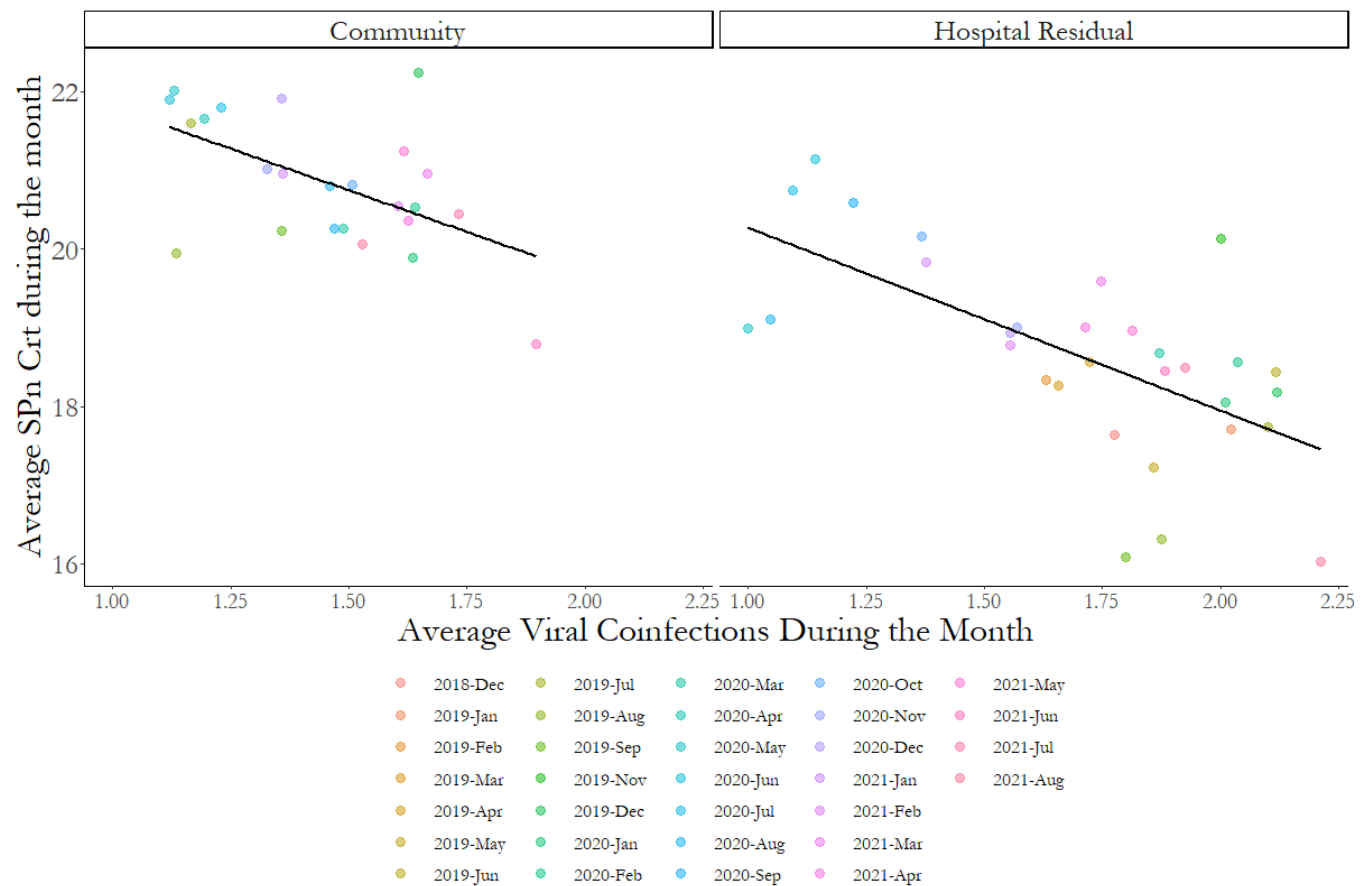 Community
Hospital Residual
Average SPn Crt during the month
22
20
18
16
1.00 1.25 1.50 1.75 2.00 2.25
1.00 1.25 1.50 1.75 2.00 2.25
Average Viral Coinfections During the Month
2018-Dec 2019-Jul 2020-Mar 2020-Oct 2021-May
2019-Jan 2019-Aug 2020-Apr 2020-Nov 2021-Jun
2019-Feb 2019-Sep 2020-May 2020-Dec 2021-Jul
2019-Mar 2019-Nov 2020-Jun 2021-Jan 2021-Aug
2019-Apr 2019-Dec 2020-Jul 2021-Feb
2019-May 2020-Jan 2020-Aug 2021-Mar
2019-Jun 2020-Feb 2020-Sep 2021-Apr